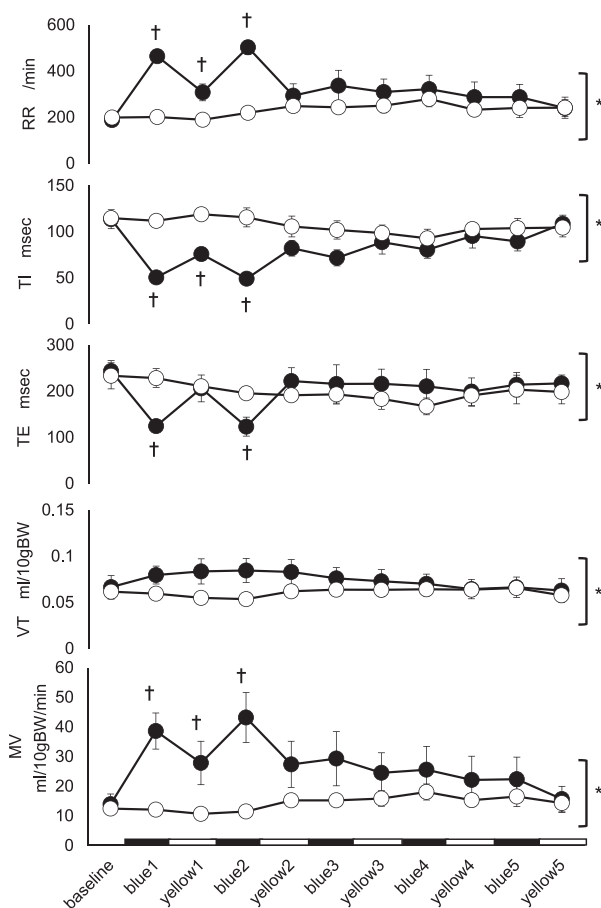 600
†
†
†
400
RR /min
200
*
0
150
TI msec
100
*
50
†
†
†
0
300
TE msec
200
*
100
†
†
0
0.15
VT ml/10gBW
0.1
0.05
*
0
60
†
†
†
50
MV
ml/10gBW/min
40
30
20
*
10
0
baseline
blue1
yellow1
blue2
yellow2
blue3
yellow3
blue4
yellow4
blue5
yellow5